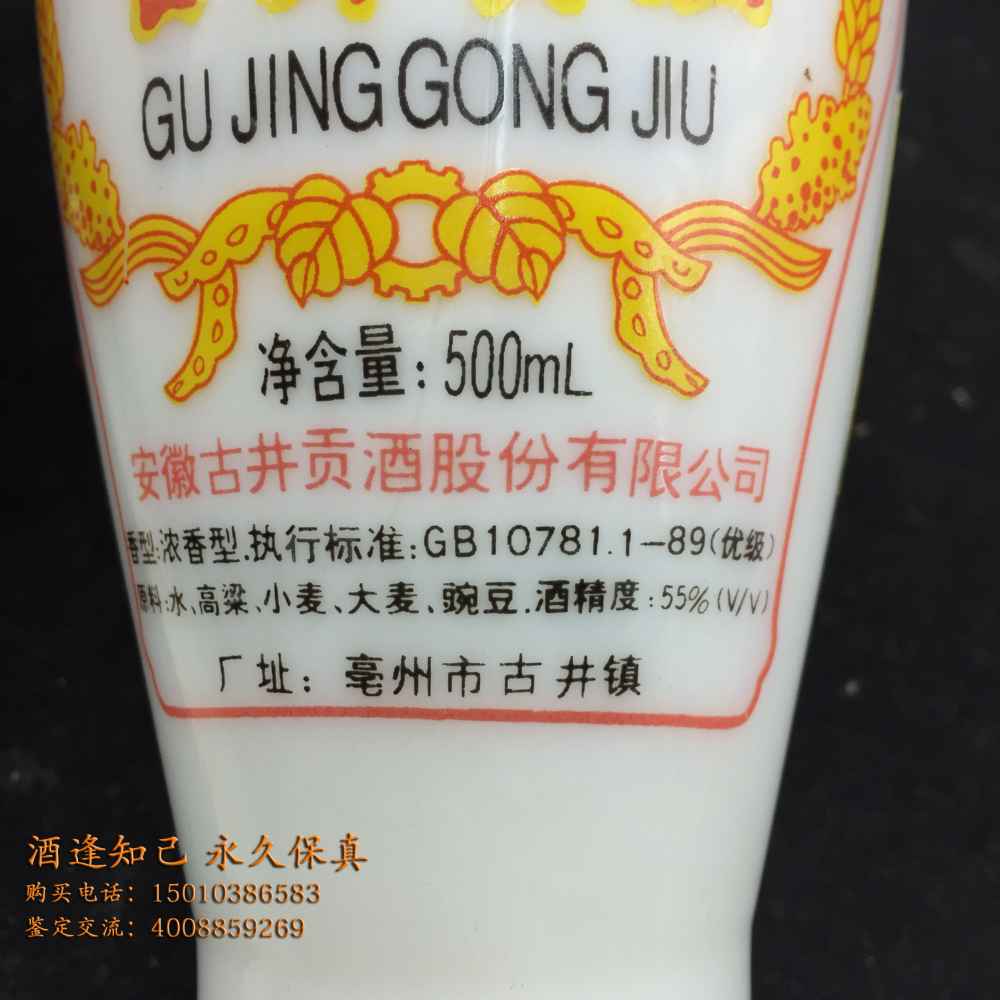 GU JING GONG JIU
净含量：500mL
安徽古井贡酒股份有限公司
香型:浓香型.执行标准:GB10781.1-89(优级)
原料:水、高粱、小麦、大麦、豌豆.酒精度:55%(V/V)
厂址：亳州市古井镇
酒逢知己 永久保真
购买电话：15010386583
鉴定交流：4008859269